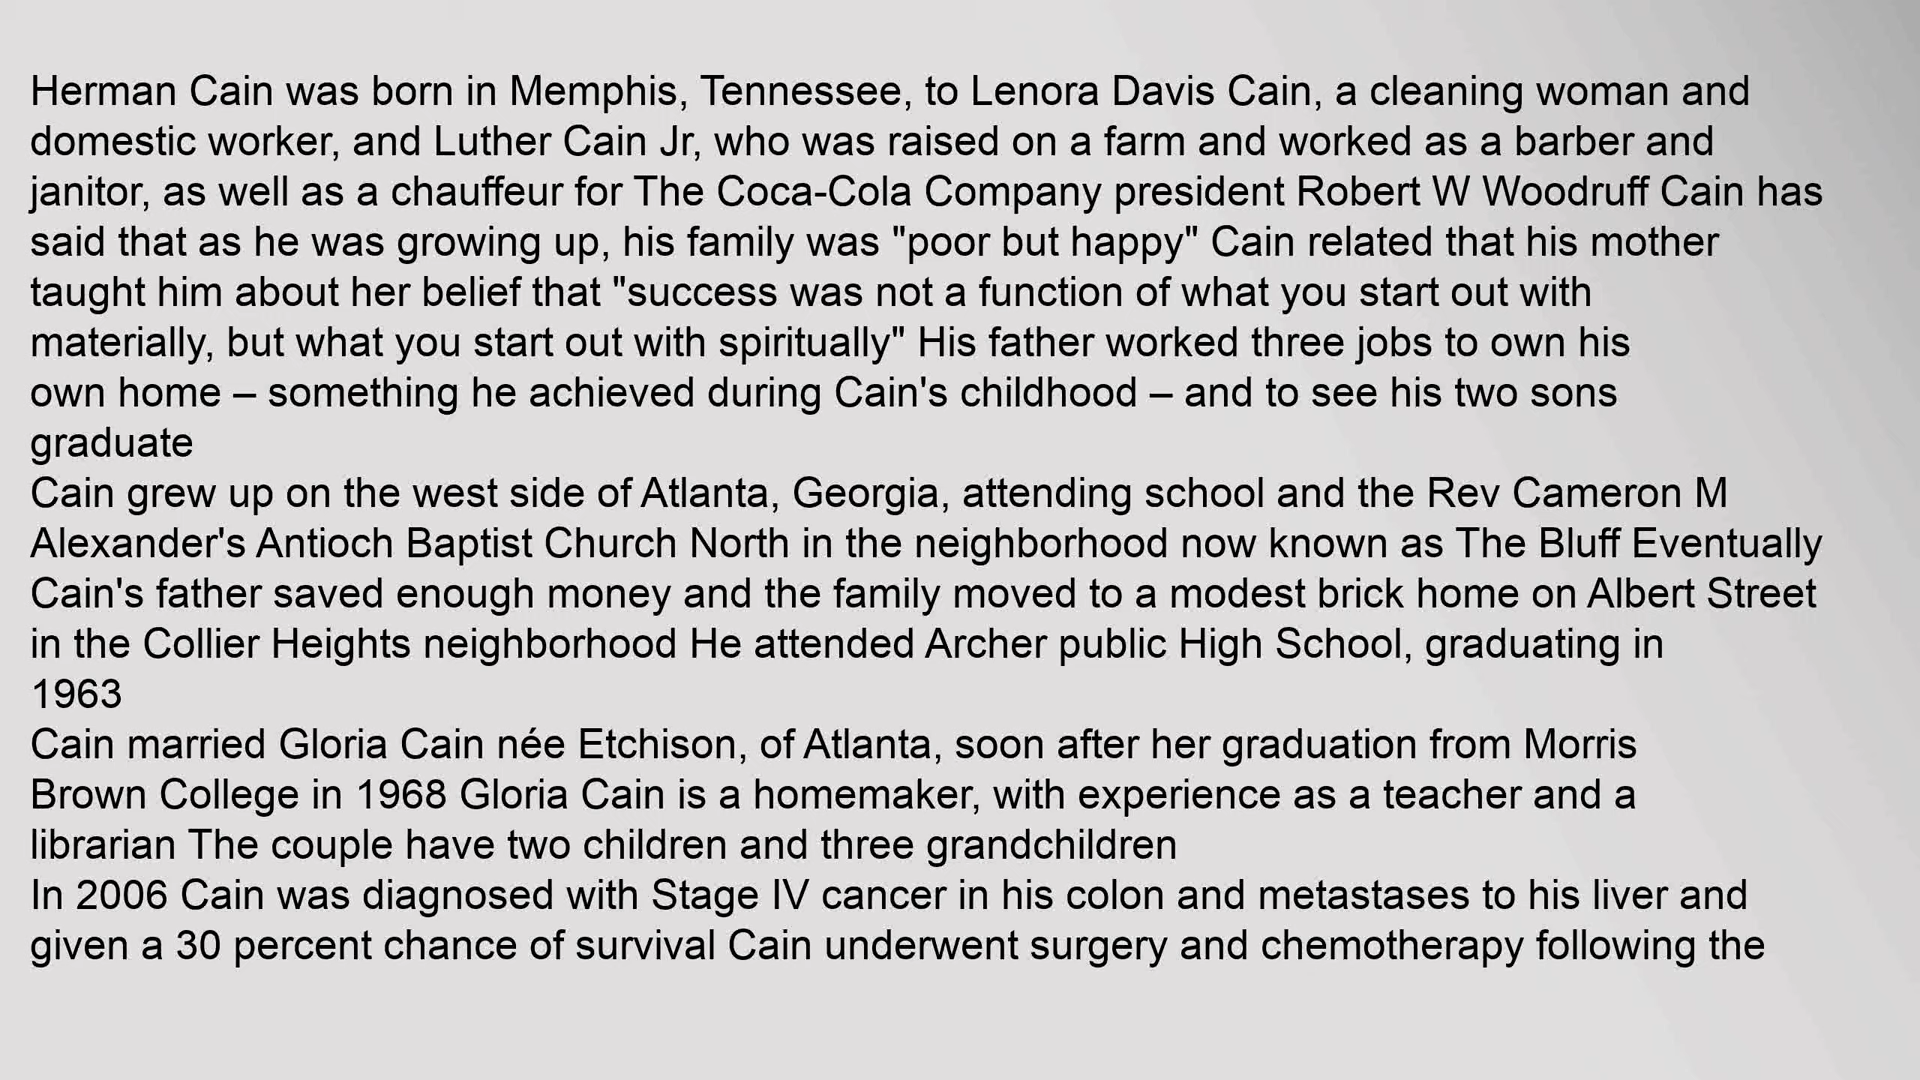 Herman Cain was born in Memphis, Tennessee, to Lenora Davis Cain, a cleaning woman and
domestic worker, and Luther Cain Jr, who was raised on a farm and worked as a barber and
janitor, as well as a chauffeur for The Coca-Cola Company president Robert W Woodruff Cain has
said that as he was growing up, his family was "poor but happy" Cain related that his mother
taught him about her belief that "success was not a function of what you start out with
materially, but what you start out with spiritually" His father worked three jobs to own his
own home – something he achieved during Cain's childhood – and to see his two sons
graduate
Cain grew up on the west side of Atlanta, Georgia, attending school and the Rev Cameron M
Alexander's Antioch Baptist Church North in the neighborhood now known as The Bluff Eventually
Cain's father saved enough money and the family moved to a modest brick home on Albert Street
in the Collier Heights neighborhood He attended Archer public High School, graduating in
1963
Cain married Gloria Cain née Etchison, of Atlanta, soon after her graduation from Morris
Brown College in 1968 Gloria Cain is a homemaker, with experience as a teacher and a
librarian The couple have two children and three grandchildren
In 2006 Cain was diagnosed with Stage IV cancer in his colon and metastases to his liver and
given a 30 percent chance of survival Cain underwent surgery and chemotherapy following the